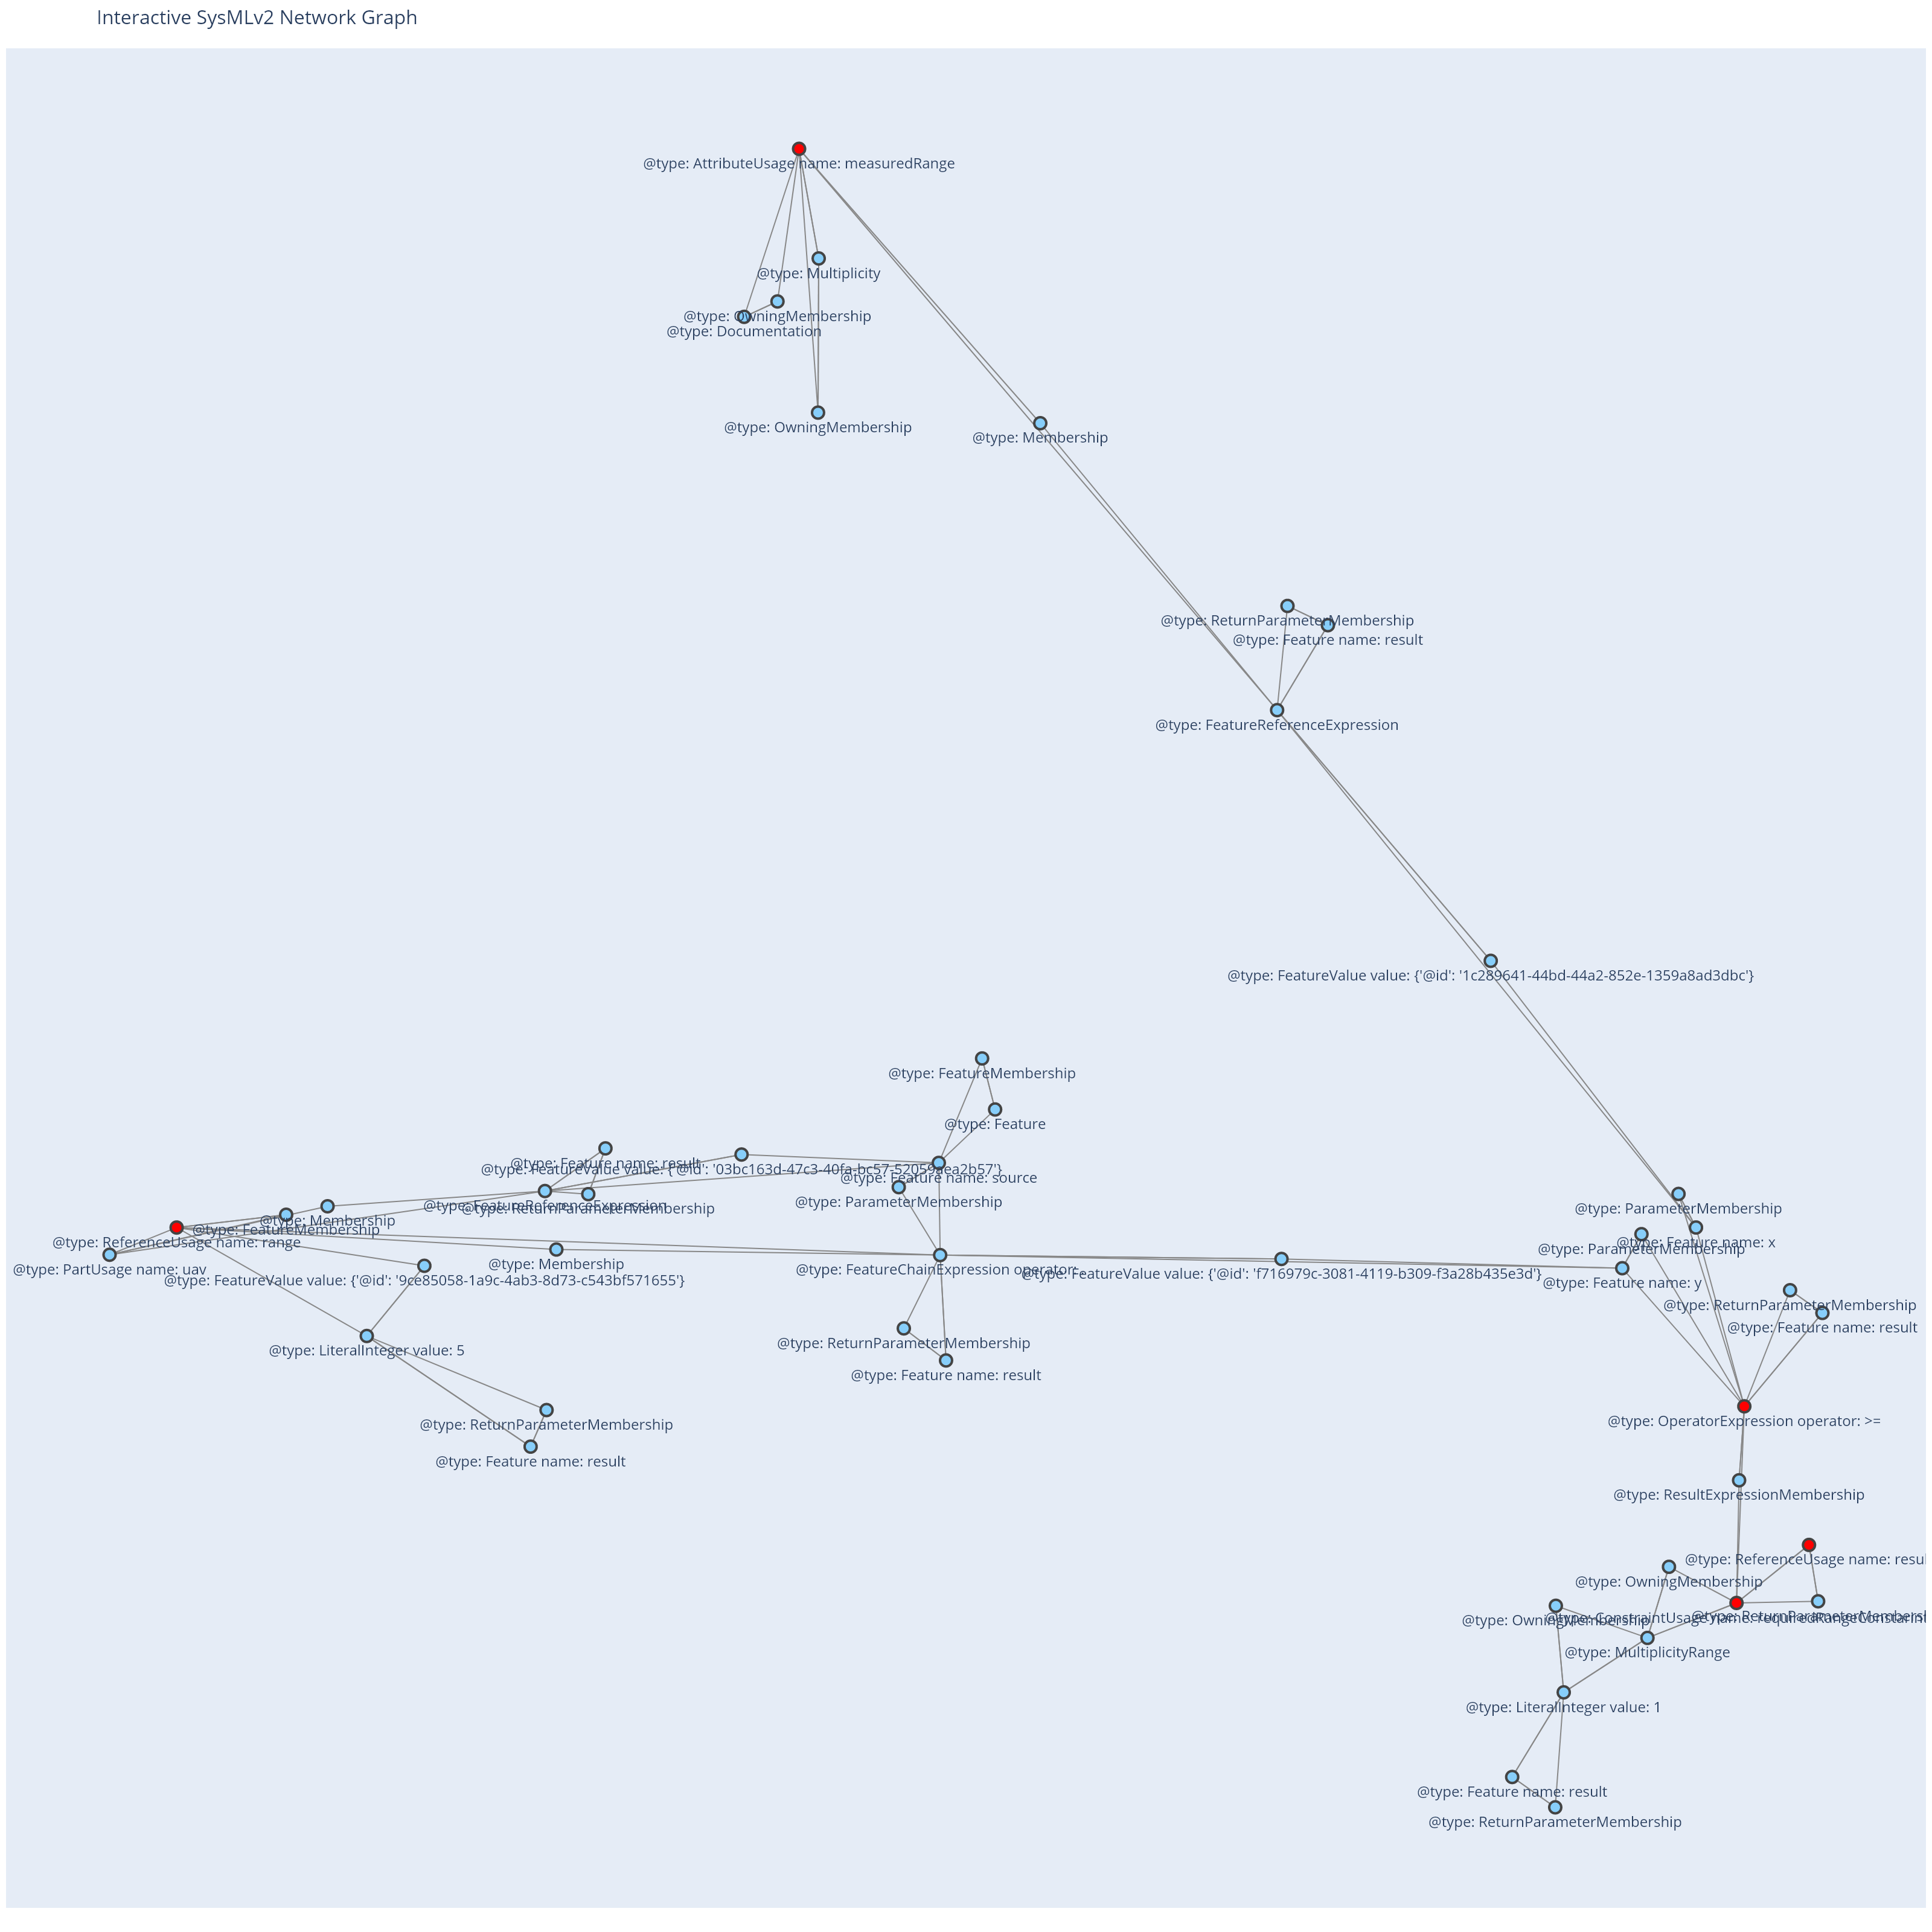 Interactive SysMLv2 Network Graph
@type: AttributeUsage name: measuredRange
@type: Multiplicity
@type: OwningMembership
@type: Documentation
@type: OwningMembership
@type: Membership
@type: ReturnParameterMembership
@type: Feature name: result
@type: FeatureReferenceExpression
@type: FeatureValue value: {'@id': '1c289641-44bd-44a2-852e-1359a8ad3dbc'}
@type: FeatureMembership
@type: Feature
@type: Feature name: result
@type: FeatureValue value: {'@id': '03bc163d-47c3-40fa-bc57-52059aea2b57'}
@type: Feature name: source
@type: ParameterMembership
@type: FeatureReferenceExpression
@type: ReturnParameterMembership
@type: ParameterMembership
@type: Membership
@type: FeatureMembership
@type: ReferenceUsage name: range
@type: Feature name: x
@type: ParameterMembership
@type: Membership
@type: PartUsage name: uav
@type: FeatureChainExpression operator: .
@type: FeatureValue value: {'@id': 'f716979c-3081-4119-b309-f3a28b435e3d'}
@type: FeatureValue value: {'@id': '9ce85058-1a9c-4ab3-8d73-c543bf571655'}
@type: Feature name: y
@type: ReturnParameterMembership
@type: Feature name: result
@type: ReturnParameterMembership
@type: LiteralInteger value: 5
@type: Feature name: result
@type: OperatorExpression operator: >=
@type: ReturnParameterMembership
@type: Feature name: result
@type: ResultExpressionMembership
@type: ReferenceUsage name: resu
@type: OwningMembership
@type: OwningMembership
@type: ConstraintUsage name: requiredRangeConstarint
@type: ReturnParameterMembersh
@type: MultiplicityRange
@type: LiteralInteger value: 1
@type: Feature name: result
@type: ReturnParameterMembership